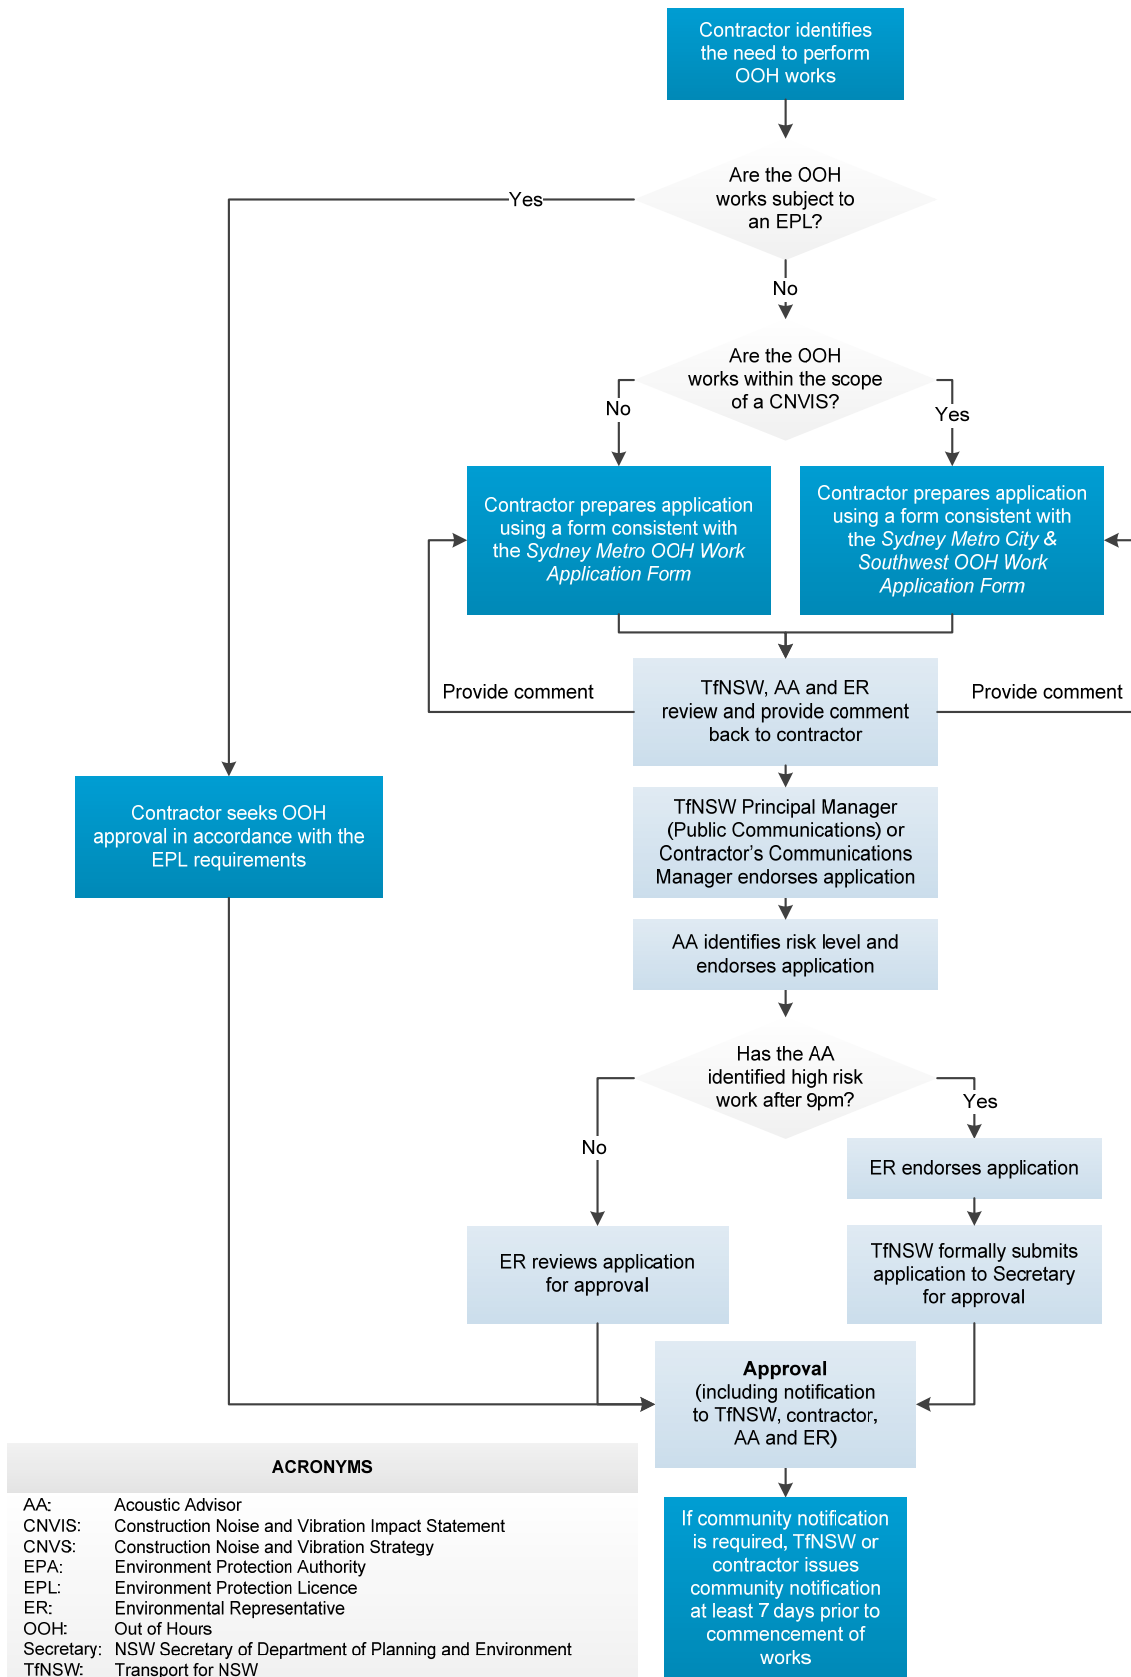 Contractor identifies
the need to perform
OOH works
Are the OOH
works subject to
an EPL?
Yes
No
Are the OOH
works within the scope
of a CNVIS?
No
Yes
Contractor prepares application
using a form consistent with
the Sydney Metro OOH Work
Application Form
Contractor prepares application
using a form consistent with
the Sydney Metro City &
Southwest OOH Work
Application Form
Provide comment
TfNSW, AA and ER
review and provide comment
back to contractor
Provide comment
Contractor seeks OOH
approval in accordance with the
EPL requirements
TfNSW Principal Manager
(Public Communications) or
Contractor's Communications
Manager endorses application
AA identifies risk level and
endorses application
Has the AA
identified high risk
work after 9pm?
No
Yes
ER endorses application
ER reviews application
for approval
TfNSW formally submits
application to Secretary
for approval
Approval
(including notification
to TfNSW, contractor,
AA and ER)
If community notification
is required, TfNSW or
contractor issues
community notification
at least 7 days prior to
commencement of
works
ACRONYMS
AA: Acoustic Advisor
CNVIS: Construction Noise and Vibration Impact Statement
CNVS: Construction Noise and Vibration Strategy
EPA: Environment Protection Authority
EPL: Environment Protection Licence
ER: Environmental Representative
OOH: Out of Hours
Secretary: NSW Secretary of Department of Planning and Environment
TfNSW: Transport for NSW